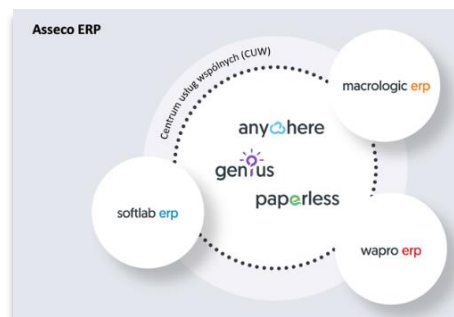 Asseco ERP
Centrum usług wspólnych (CUW)
macrologic erp
anywhere
genius
paperless
softlab erp
wapro erp